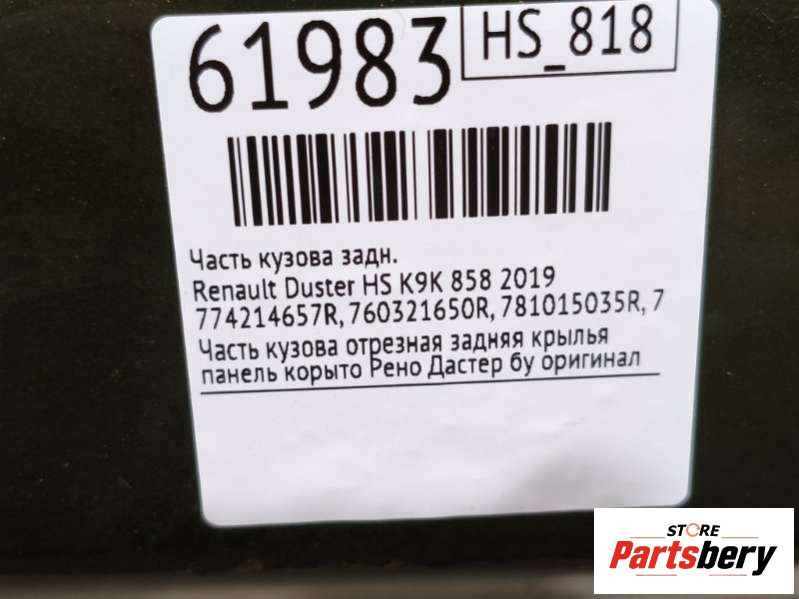 61983
HS_818
Часть кузова задн.
Renault Duster HS K9K 858 2019
774214657R, 760321650R, 781015035R, 7
Часть кузова отрезная задняя крылья
панель корыто Рено Дастер бу оригинал
STORE
Partsbery